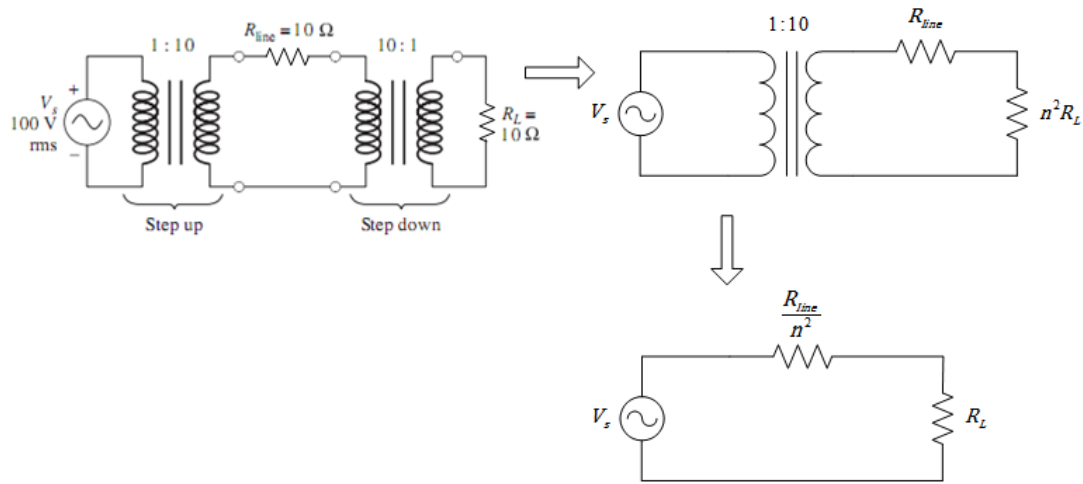 1 : 10
R_line = 10 Ω
10 : 1
+
V_s
100 V
rms
−
R_L =
10 Ω
Step up
Step down
1:10
R_line
V_s
n²R_L
R_line
n²
V_s
R_L